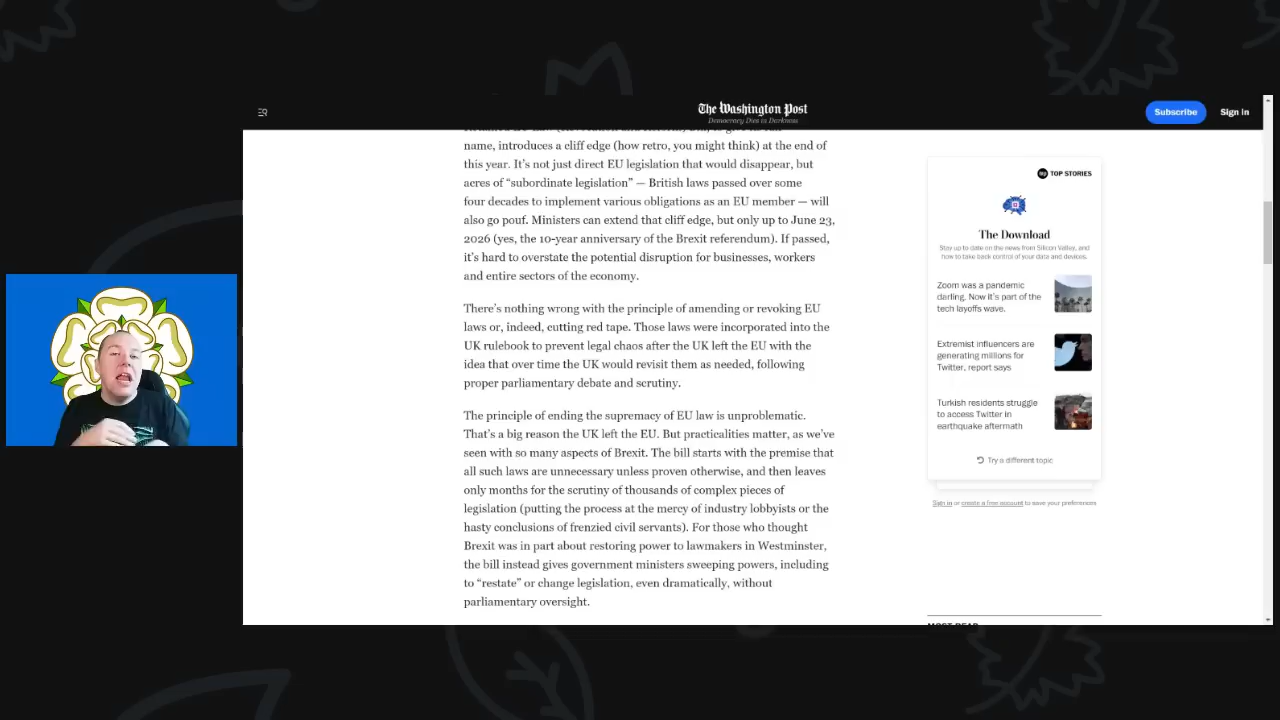 The Washington Post
Democracy Dies in Darkness
Subscribe
Sign in
name, introduces a cliff edge (how retro, you might think) at the end of
this year. It’s not just direct EU legislation that would disappear, but
acres of “subordinate legislation” — British laws passed over some
four decades to implement various obligations as an EU member — will
also go pouf. Ministers can extend that cliff edge, but only up to June 23,
2026 (yes, the 10-year anniversary of the Brexit referendum). If passed,
it’s hard to overstate the potential disruption for businesses, workers
and entire sectors of the economy.
There’s nothing wrong with the principle of amending or revoking EU
laws or, indeed, cutting red tape. Those laws were incorporated into the
UK rulebook to prevent legal chaos after the UK left the EU with the
idea that over time the UK would revisit them as needed, following
proper parliamentary debate and scrutiny.
The principle of ending the supremacy of EU law is unproblematic.
That’s a big reason the UK left the EU. But practicalities matter, as we’ve
seen with so many aspects of Brexit. The bill starts with the premise that
all such laws are unnecessary unless proven otherwise, and then leaves
only months for the scrutiny of thousands of complex pieces of
legislation (putting the process at the mercy of industry lobbyists or the
hasty conclusions of frenzied civil servants). For those who thought
Brexit was in part about restoring power to lawmakers in Westminster,
the bill instead gives government ministers sweeping powers, including
to “restate” or change legislation, even dramatically, without
parliamentary oversight.
TOP STORIES
The Download
Stay up to date on the news from Silicon Valley, and
how to take back control of your data and devices.
Zoom was a pandemic
darling. Now it’s part of the
tech layoffs wave.
Extremist influencers are
generating millions for
Twitter, report says
Turkish residents struggle
to access Twitter in
earthquake aftermath
Try a different topic
Sign in or create a free account to save your preferences
MOST READ